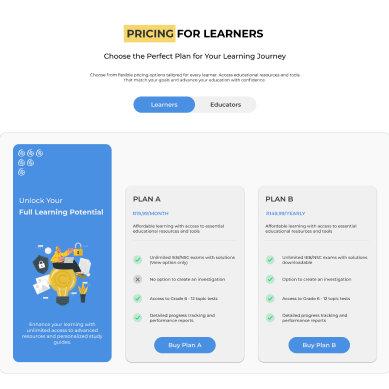 PRICING FOR LEARNERS
Choose the Perfect Plan for Your Learning Journey
Choose from flexible pricing options tailored for every learner. Access educational resources and tools
that match your goals and advance your education with confidence.
Learners
Educators
Unlock Your
Full Learning Potential
Enhance your learning with
unlimited access to advanced
resources and personalized study
guides.
PLAN A
R19,99/MONTH
Affordable learning with access to essential
educational resources and tools
Unlimited IEB/NSC exams with solutions
(View option only)
No option to create an investigation
Access to Grade 6 - 12 topic tests
Detailed progress tracking and
performance reports
Buy Plan A
PLAN B
R149,99/YEARLY
Affordable learning with access to essential
educational resources and tools
Unlimited IEB/NSC exams with solutions
downloadable
Option to create an investigation
Access to Grade 6 - 12 topic tests
Detailed progress tracking and
performance reports
Buy Plan B